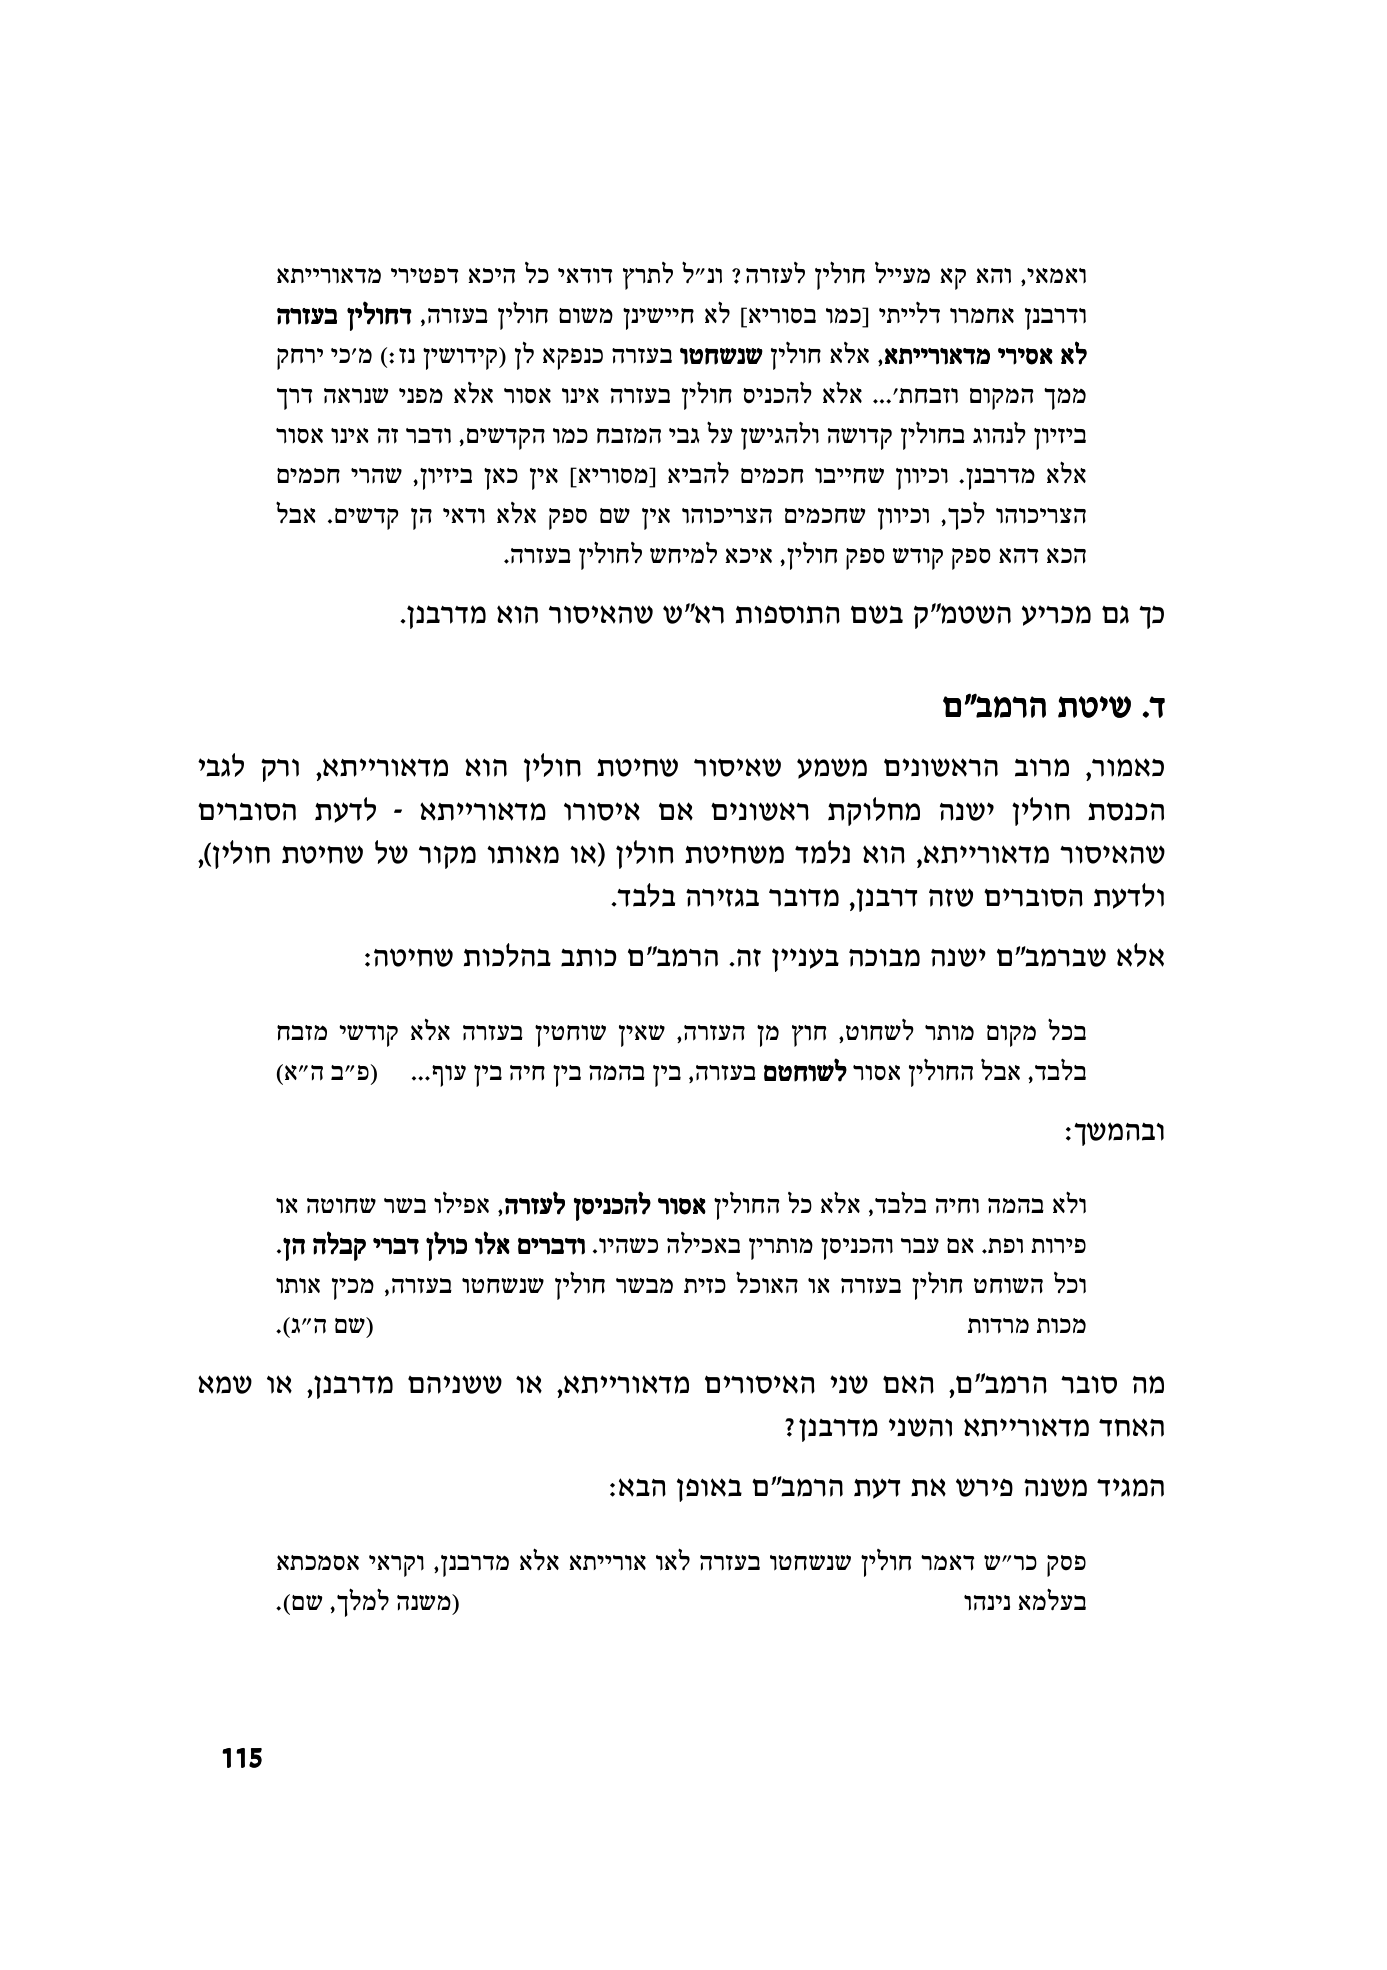 ואמאי, והא קא מעייל חולין לעזרה? ונ״ל לתרץ דודאי כל היכא דפטירי מדאורייתא
ודרבנן אחמרו דלייתי [כמו בסוריא] לא חיישינן משום חולין בעזרה, דחולין בעזרה
לא אסירי מדאורייתא, אלא חולין שנשחטו בעזרה כנפקא לן (קידושין נז:) מ׳כי ירחק
ממך המקום וזבחת׳... אלא להכניס חולין בעזרה אינו אסור אלא מפני שנראה דרך
ביזיון לנהוג בחולין קדושה ולהגישן על גבי המזבח כמו הקדשים, ודבר זה אינו אסור
אלא מדרבנן. וכיוון שחייבו חכמים להביא [מסוריא] אין כאן ביזיון, שהרי חכמים
הצריכוהו לכך, וכיוון שחכמים הצריכוהו אין שם ספק אלא ודאי הן קדשים. אבל
הכא דהא ספק קודש ספק חולין, איכא למיחש לחולין בעזרה.
כך גם מכריע השטמ״ק בשם התוספות רא״ש שהאיסור הוא מדרבנן.
ד. שיטת הרמב״ם
כאמור, מרוב הראשונים משמע שאיסור שחיטת חולין הוא מדאורייתא, ורק לגבי
הכנסת חולין ישנה מחלוקת ראשונים אם איסורו מדאורייתא - לדעת הסוברים
שהאיסור מדאורייתא, הוא נלמד משחיטת חולין (או מאותו מקור של שחיטת חולין),
ולדעת הסוברים שזה דרבנן, מדובר בגזירה בלבד.
אלא שברמב״ם ישנה מבוכה בעניין זה. הרמב״ם כותב בהלכות שחיטה:
בכל מקום מותר לשחוט, חוץ מן העזרה, שאין שוחטין בעזרה אלא קודשי מזבח
בלבד, אבל החולין אסור לשוחטם בעזרה, בין בהמה בין חיה בין עוף... (פ״ב ה״א)
ובהמשך:
ולא בהמה וחיה בלבד, אלא כל החולין אסור להכניסן לעזרה, אפילו בשר שחוטה או
פירות ופת. אם עבר והכניסן מותרין באכילה כשהיו. ודברים אלו כולן דברי קבלה הן.
וכל השוחט חולין בעזרה או האוכל כזית מבשר חולין שנשחטו בעזרה, מכין אותו
מכות מרדות (שם ה״ג).
מה סובר הרמב״ם, האם שני האיסורים מדאורייתא, או ששניהם מדרבנן, או שמא
האחד מדאורייתא והשני מדרבנן?
המגיד משנה פירש את דעת הרמב״ם באופן הבא:
פסק כר״ש דאמר חולין שנשחטו בעזרה לאו אורייתא אלא מדרבנן, וקראי אסמכתא
בעלמא נינהו (משנה למלך, שם).
115